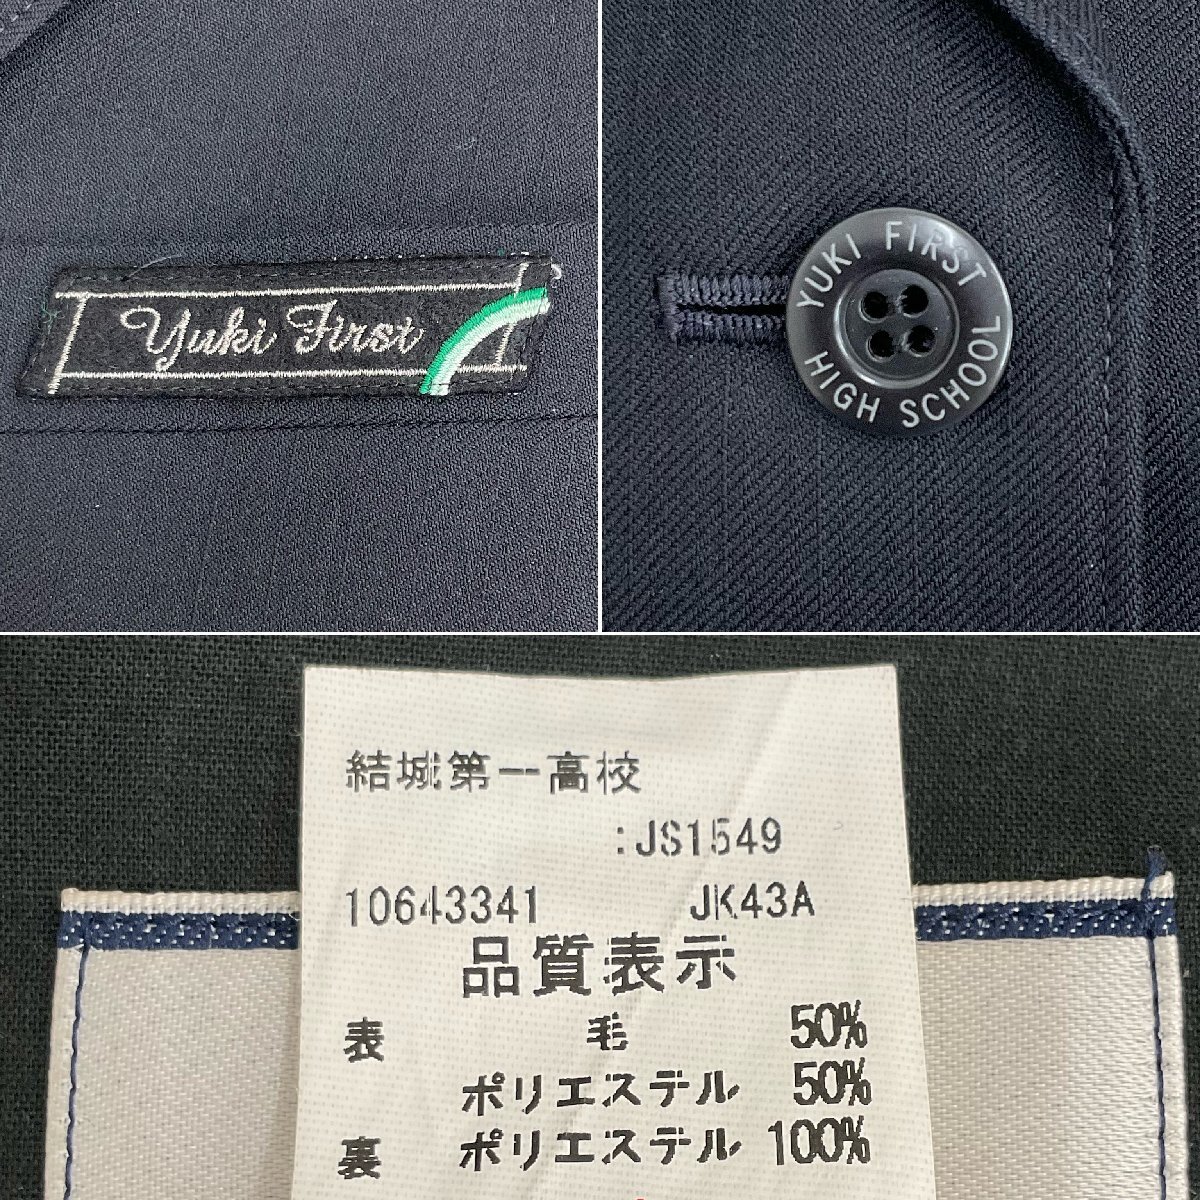 Yuki First
YUKI FIRST
HIGH SCHOOL
結城第一高校
:JS1549
10643341 JK43A
品質表示
表 毛 50%
ポリエステル 50%
裏 ポリエステル 100%